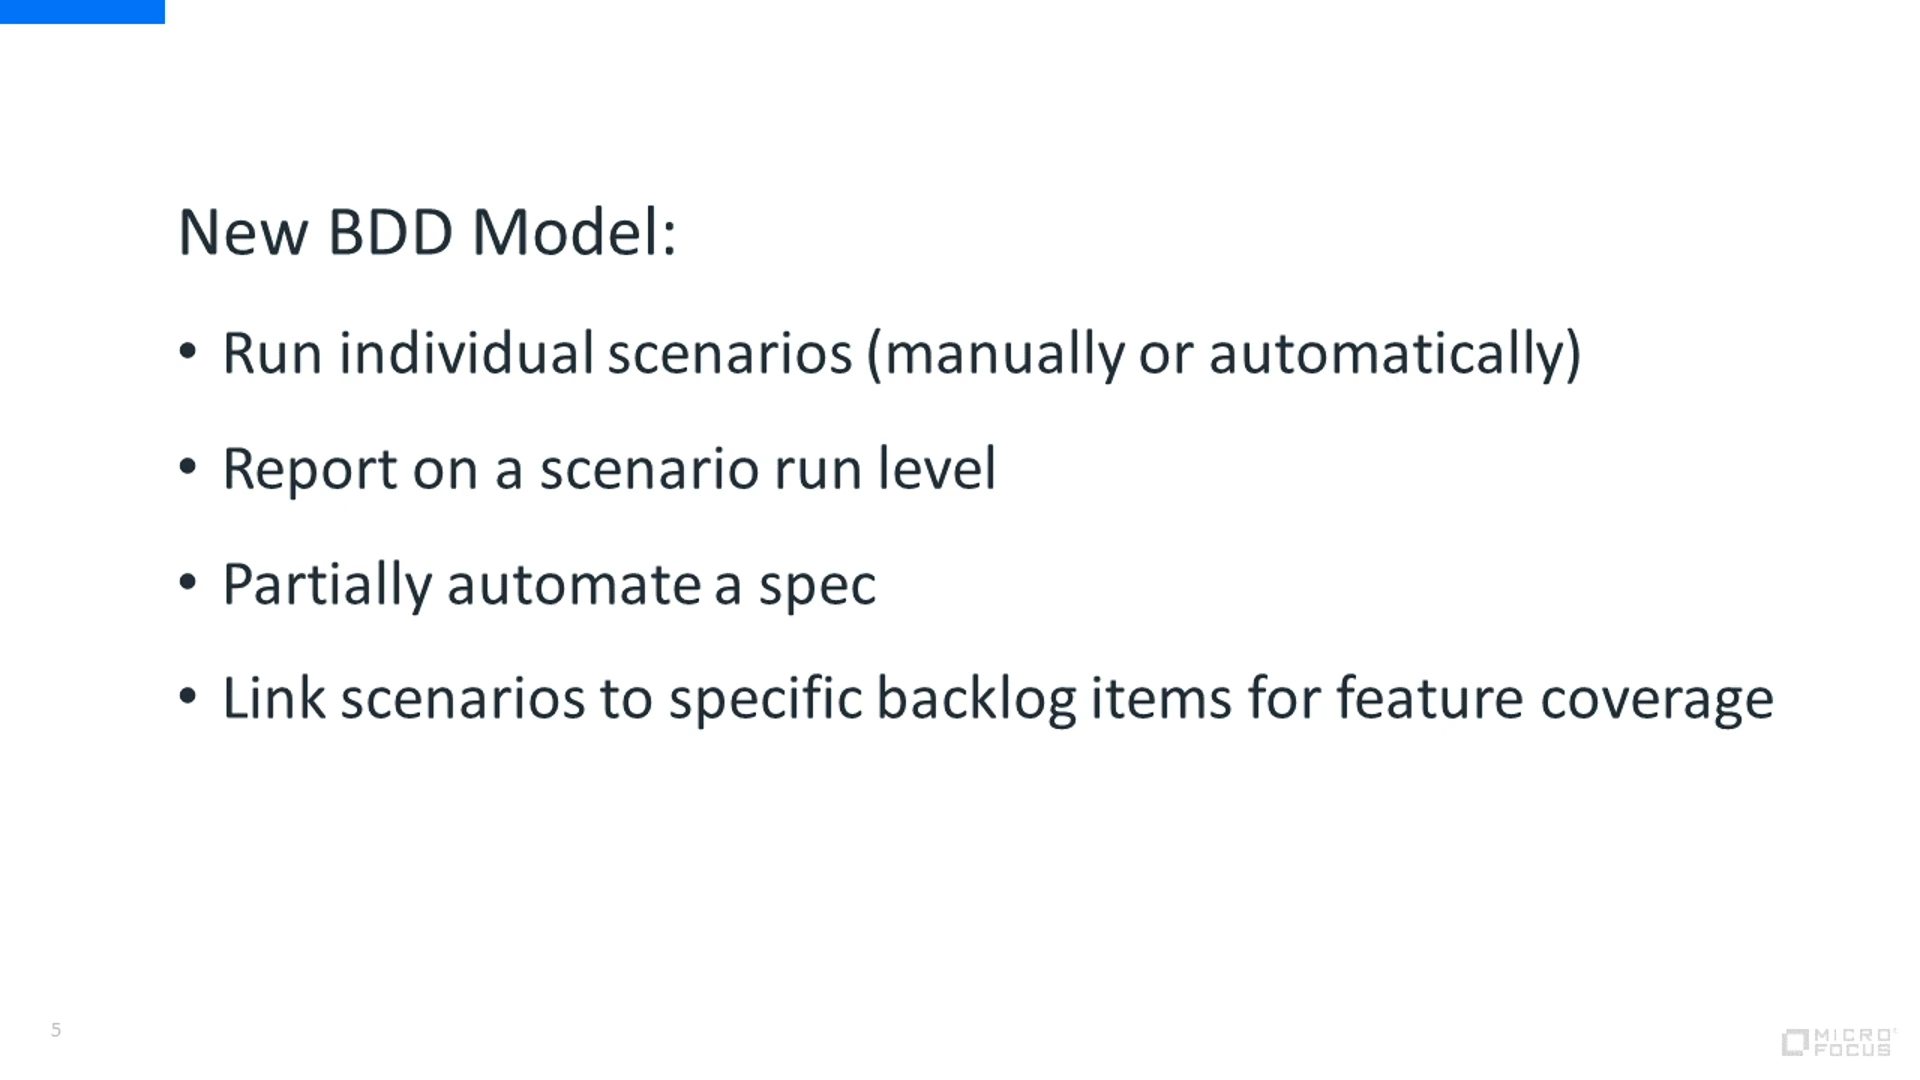 New BDD Model:
• Run individual scenarios (manually or automatically)
• Report on a scenario run level
• Partially automate a spec
• Link scenarios to specific backlog items for feature coverage
5
MICRO
FOCUS